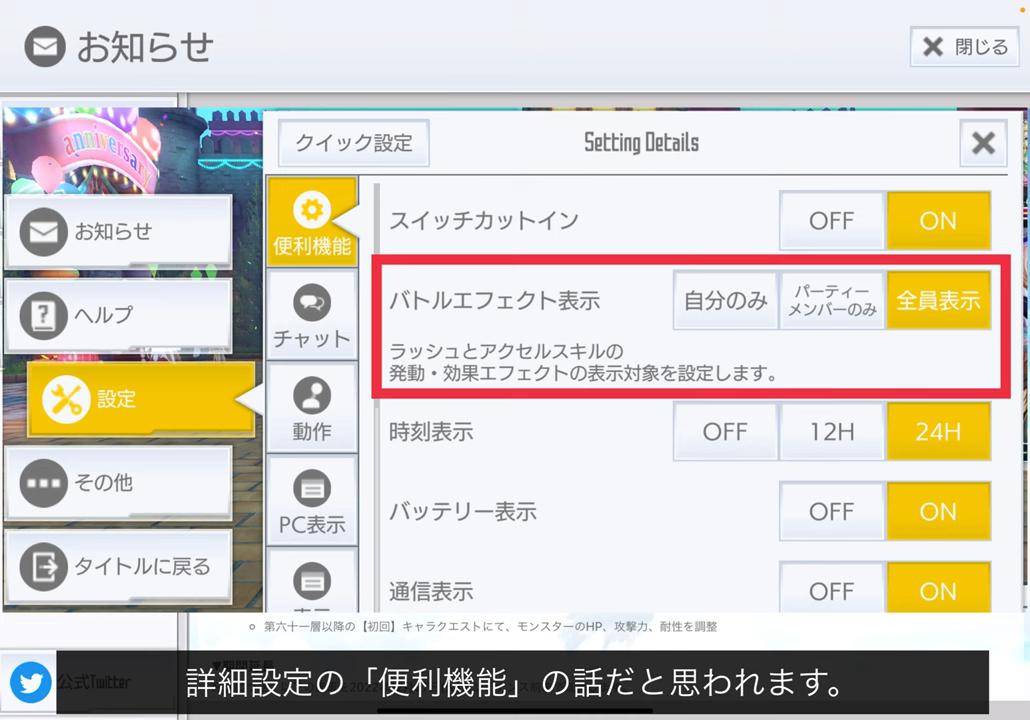 お知らせ
閉じる
anniversary
クイック設定
Setting Details
お知らせ
ヘルプ
設定
その他
タイトルに戻る
便利機能
チャット
動作
PC表示
スイッチカットイン
OFF
ON
バトルエフェクト表示
自分のみ
パーティー
メンバーのみ
全員表示
ラッシュとアクセルスキルの
発動・効果エフェクトの表示対象を設定します。
時刻表示
OFF
12H
24H
バッテリー表示
OFF
ON
通信表示
OFF
ON
第六十一層以降の【初回】キャラクエストにて、モンスターのHP、攻撃力、耐性を調整
公式Twitter
詳細設定の「便利機能」の話だと思われます。